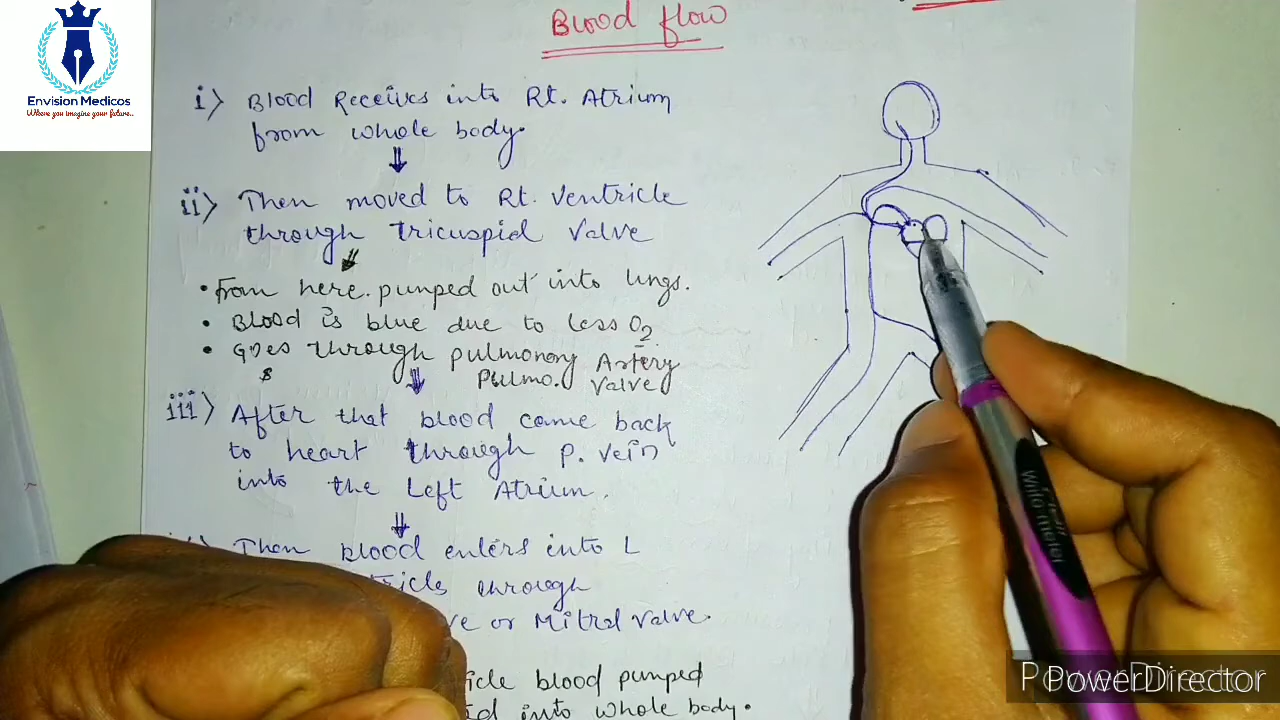 Envision Medicos
Where you imagine your future..
Blood flow
i> Blood Receives into Rt. Atrium
from whole body.
ii> Then moved to Rt. Ventricle
through tricuspid valve
• From here. pumped out into lungs.
• Blood is blue due to less O2
• Goes through pulmonary Artery
Pulmo. Valve
iii> After that blood come back
to heart through P. vein
into the Left Atrium.
Then Blood enters into L
through
or Mitral valve.
blood pumped
into whole body.
Wifo meter
PowerDirector